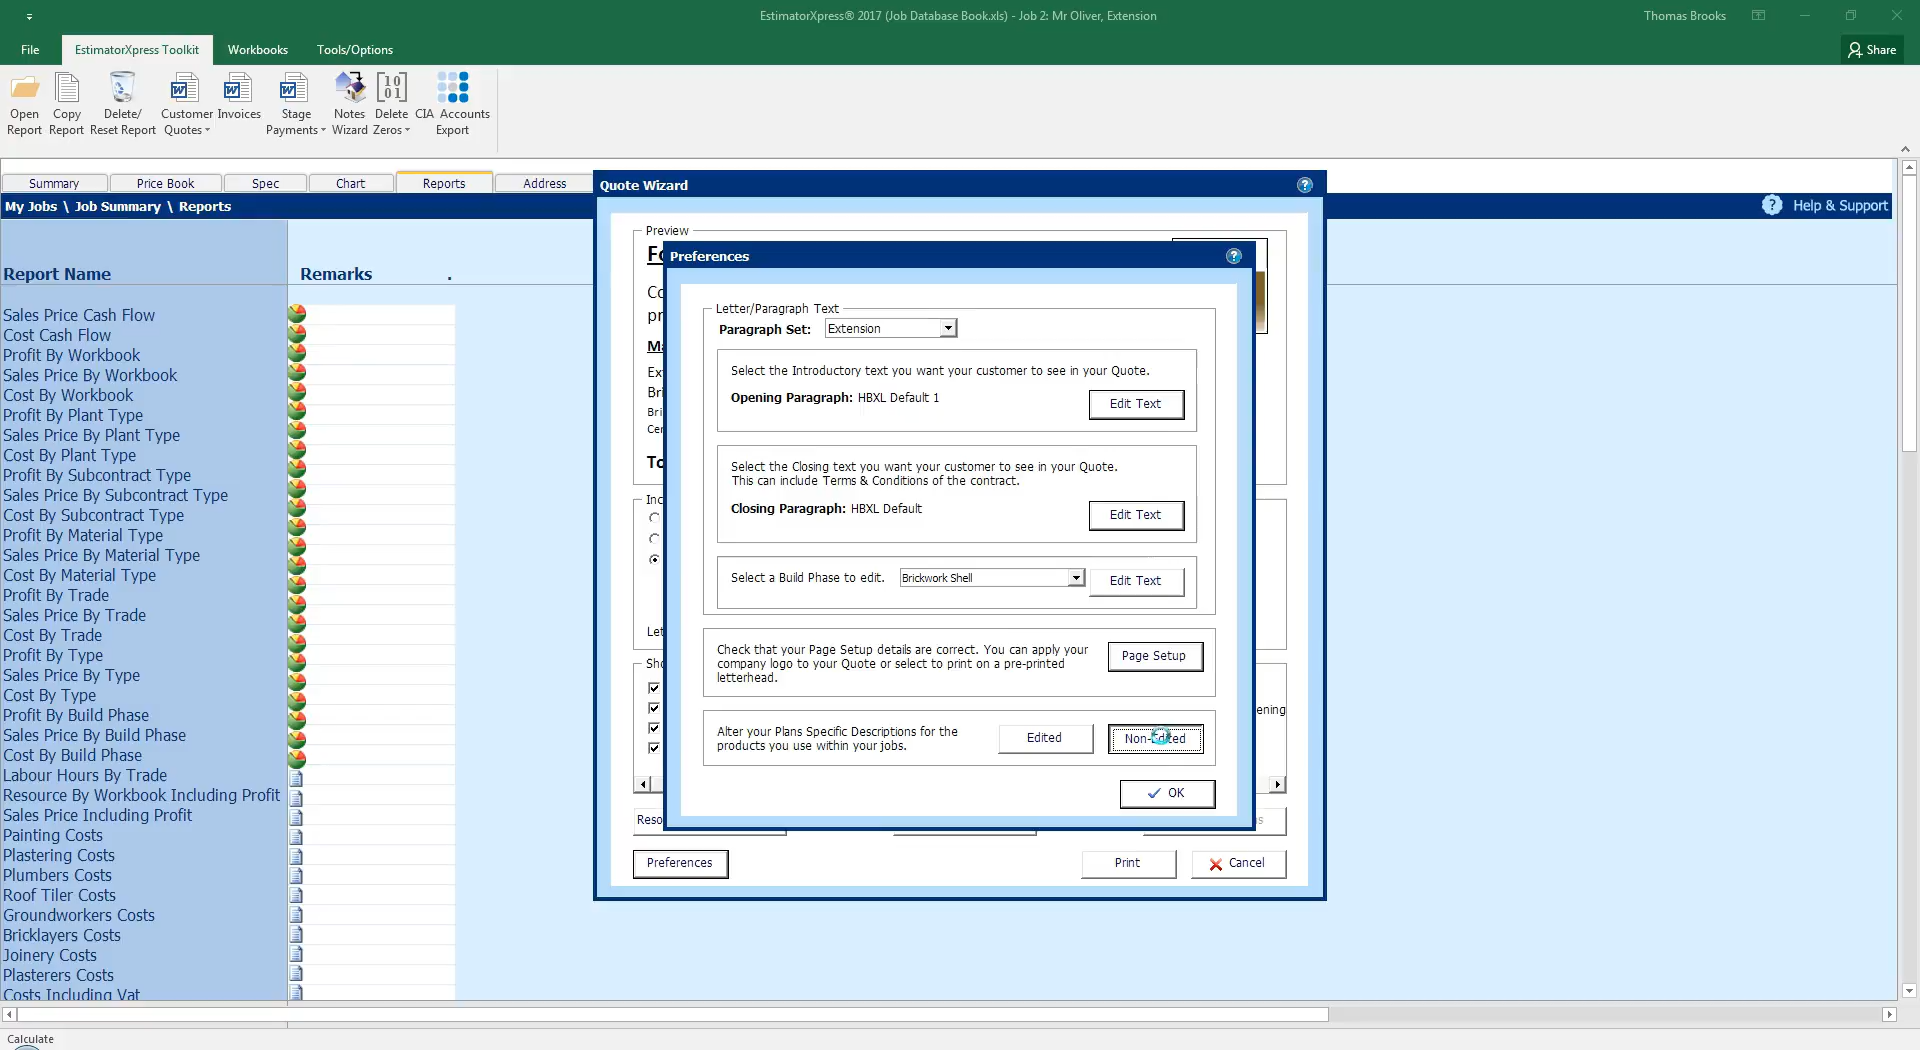 EstimatorXpress® 2017 (Job Database Book.xls) - Job 2: Mr Oliver, Extension
Thomas Brooks
File
EstimatorXpress Toolkit
Workbooks
Tools/Options
Share
Open Report
Copy Report
Delete/ Reset Report
Customer Quotes
Invoices
Stage Payments
Notes Wizard
Delete Zeros
CIA Accounts Export
Summary
Price Book
Spec
Chart
Reports
Address
My Jobs \ Job Summary \ Reports
Help & Support
Report Name
Remarks .
Sales Price Cash Flow
Cost Cash Flow
Profit By Workbook
Sales Price By Workbook
Cost By Workbook
Profit By Plant Type
Sales Price By Plant Type
Cost By Plant Type
Profit By Subcontract Type
Sales Price By Subcontract Type
Cost By Subcontract Type
Profit By Material Type
Sales Price By Material Type
Cost By Material Type
Profit By Trade
Sales Price By Trade
Cost By Trade
Profit By Type
Sales Price By Type
Cost By Type
Profit By Build Phase
Sales Price By Build Phase
Cost By Build Phase
Labour Hours By Trade
Resource By Workbook Including Profit
Sales Price Including Profit
Painting Costs
Plastering Costs
Plumbers Costs
Roof Tiler Costs
Groundworkers Costs
Bricklayers Costs
Joinery Costs
Plasterers Costs
Costs Including Vat
Quote Wizard
Preview
Preferences
Letter/Paragraph Text
Paragraph Set: Extension
Select the Introductory text you want your customer to see in your Quote.
Opening Paragraph: HBXL Default 1
Edit Text
Select the Closing text you want your customer to see in your Quote.
This can include Terms & Conditions of the contract.
Closing Paragraph: HBXL Default
Edit Text
Select a Build Phase to edit. Brickwork Shell
Edit Text
Check that your Page Setup details are correct. You can apply your
company logo to your Quote or select to print on a pre-printed
letterhead.
Page Setup
Alter your Plans Specific Descriptions for the
products you use within your jobs.
Edited
Non-Edited
OK
ening
Reso
Preferences
Print
Cancel
Calculate